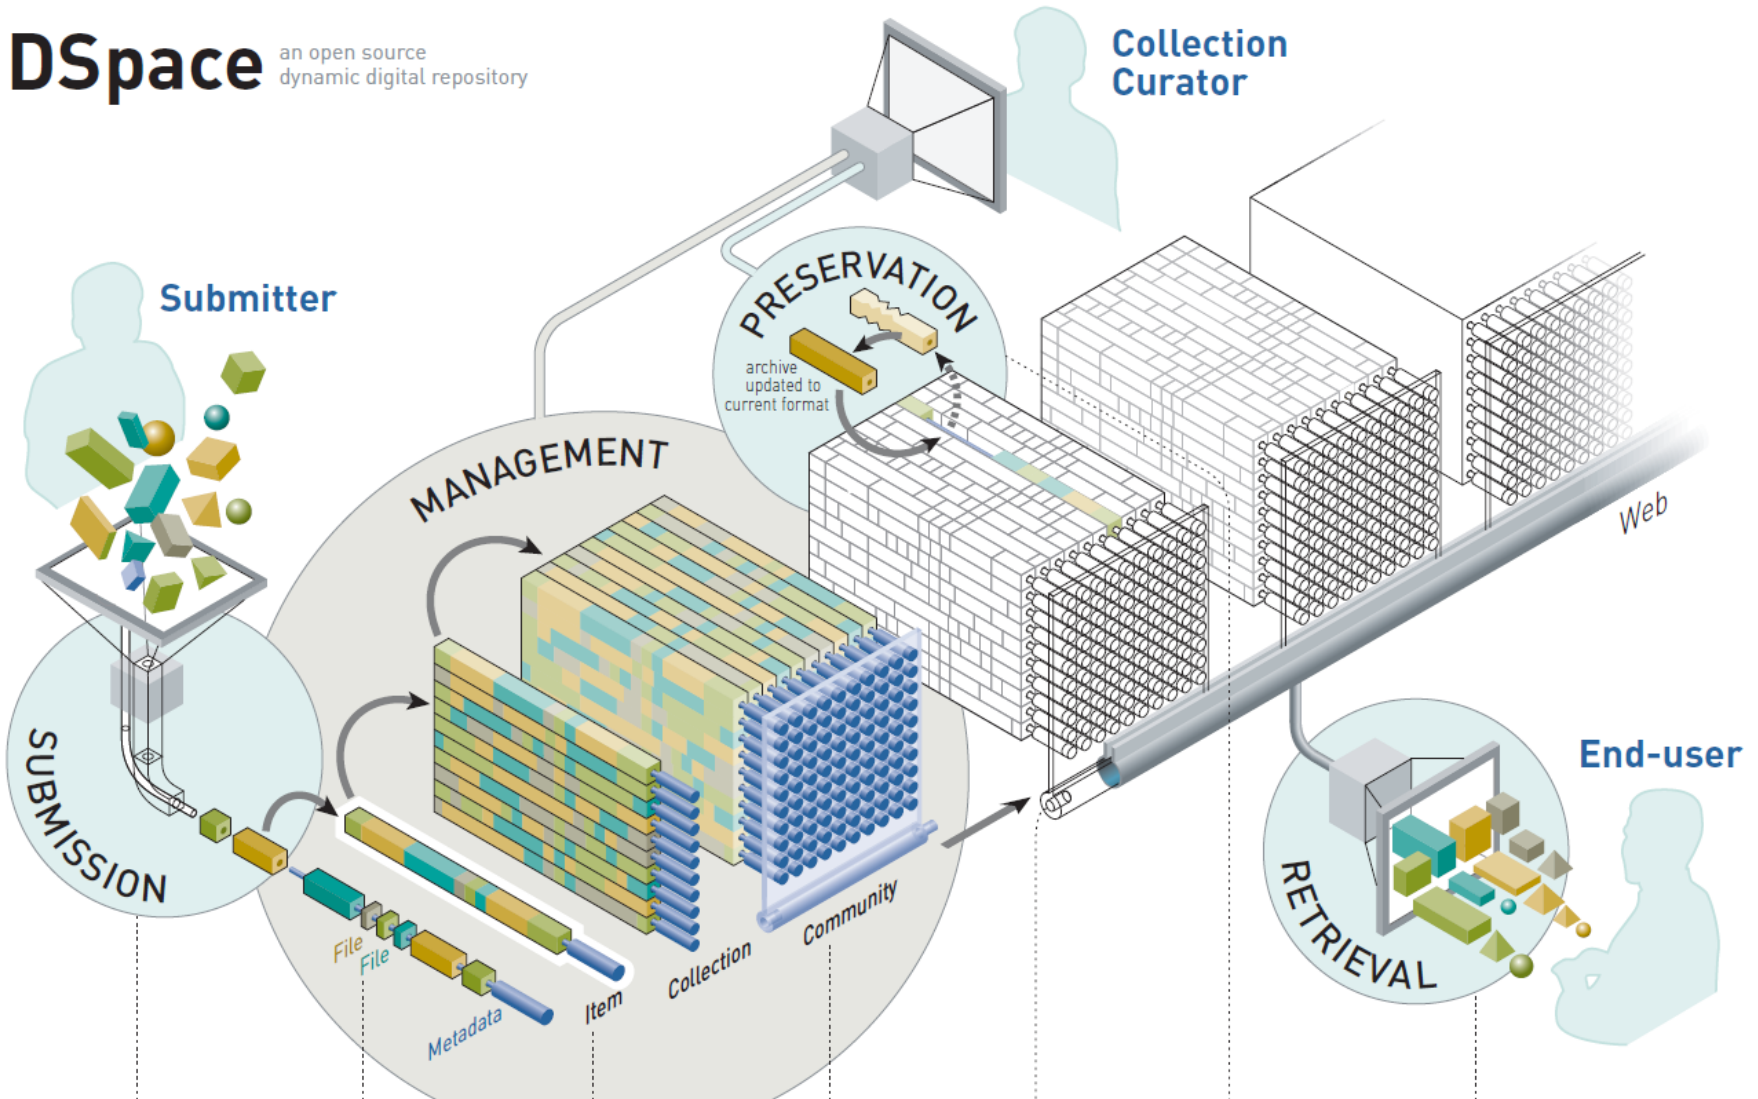 DSpace
an open source
dynamic digital repository
Collection
Curator
Submitter
PRESERVATION
archive
updated to
current format
MANAGEMENT
Web
SUBMISSION
End-user
File
File
Metadata
Item
Collection
Community
RETRIEVAL